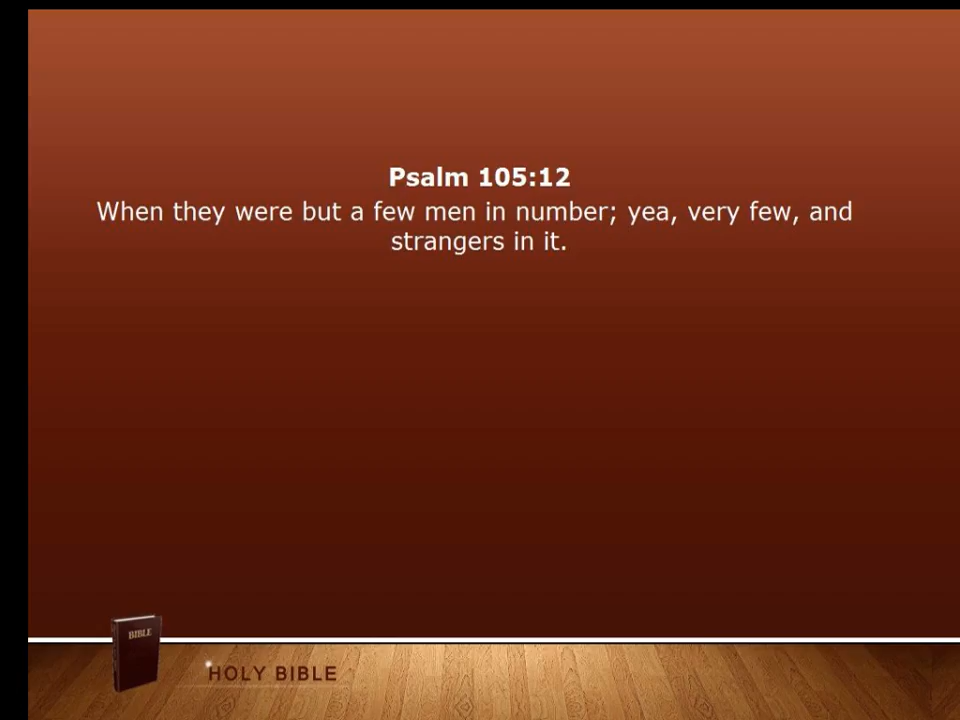 Psalm 105:12
When they were but a few men in number; yea, very few, and
strangers in it.
BIBLE
HOLY BIBLE